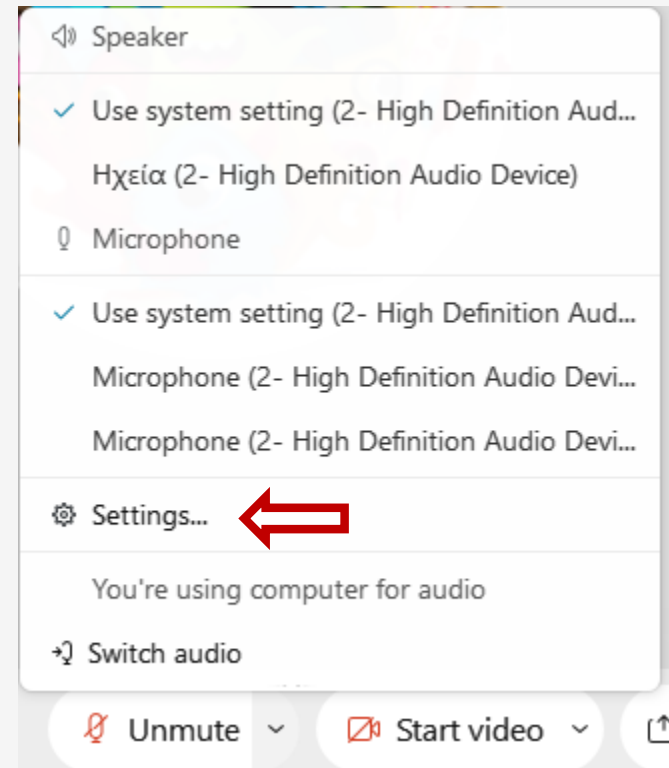 Speaker
Use system setting (2- High Definition Aud...
Ηχεία (2- High Definition Audio Device)
Microphone
Use system setting (2- High Definition Aud...
Microphone (2- High Definition Audio Devi...
Microphone (2- High Definition Audio Devi...
Settings...
You're using computer for audio
Switch audio
Unmute Start video